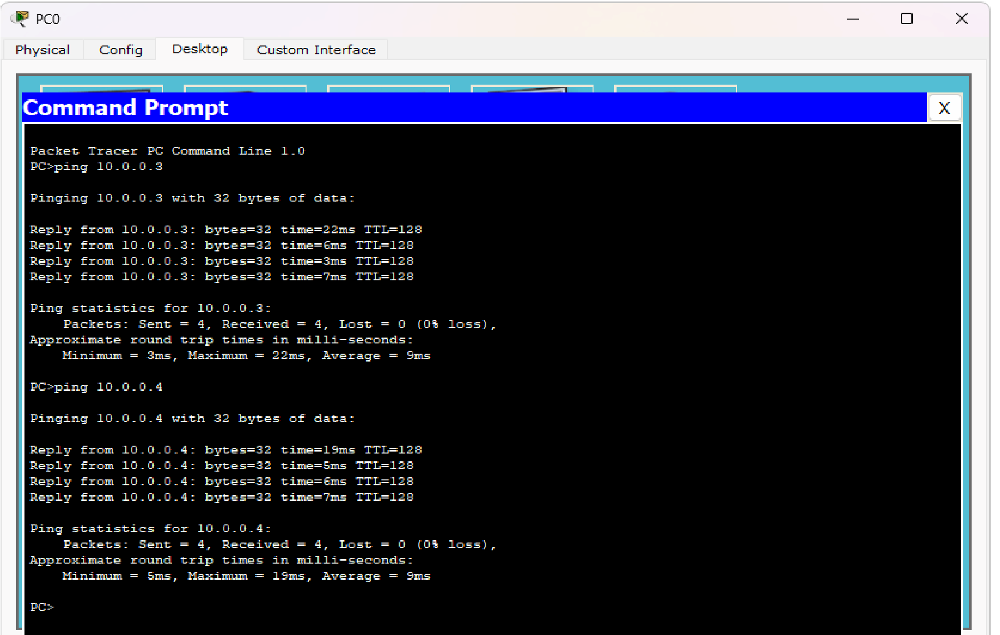 PC0
Physical Config Desktop Custom Interface
Command Prompt X
Packet Tracer PC Command Line 1.0
PC>ping 10.0.0.3
Pinging 10.0.0.3 with 32 bytes of data:
Reply from 10.0.0.3: bytes=32 time=22ms TTL=128
Reply from 10.0.0.3: bytes=32 time=6ms TTL=128
Reply from 10.0.0.3: bytes=32 time=3ms TTL=128
Reply from 10.0.0.3: bytes=32 time=7ms TTL=128
Ping statistics for 10.0.0.3:
Packets: Sent = 4, Received = 4, Lost = 0 (0% loss),
Approximate round trip times in milli-seconds:
Minimum = 3ms, Maximum = 22ms, Average = 9ms
PC>ping 10.0.0.4
Pinging 10.0.0.4 with 32 bytes of data:
Reply from 10.0.0.4: bytes=32 time=19ms TTL=128
Reply from 10.0.0.4: bytes=32 time=5ms TTL=128
Reply from 10.0.0.4: bytes=32 time=6ms TTL=128
Reply from 10.0.0.4: bytes=32 time=7ms TTL=128
Ping statistics for 10.0.0.4:
Packets: Sent = 4, Received = 4, Lost = 0 (0% loss),
Approximate round trip times in milli-seconds:
Minimum = 5ms, Maximum = 19ms, Average = 9ms
PC>